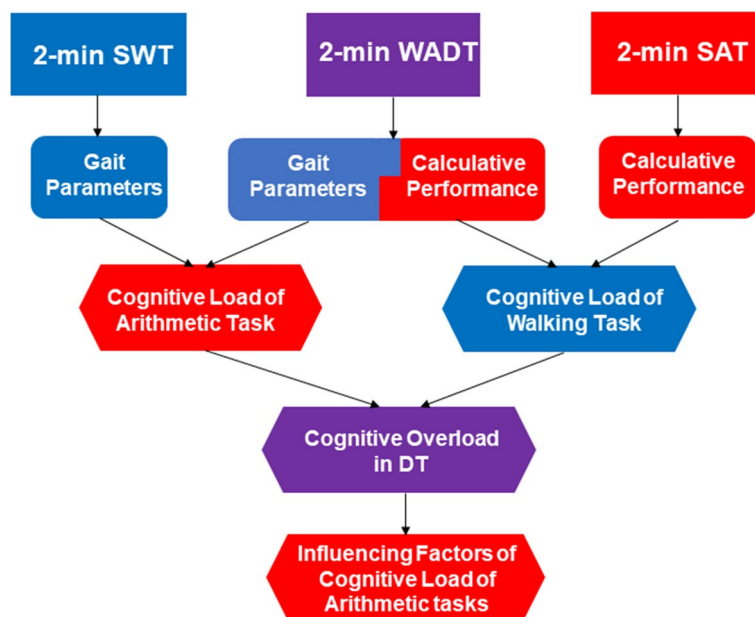 2-min SWT
2-min WADT
2-min SAT
Gait
Parameters
Gait
Parameters
Calculative
Performance
Calculative
Performance
Cognitive Load of
Arithmetic Task
Cognitive Load of
Walking Task
Cognitive Overload
in DT
Influencing Factors of
Cognitive Load of
Arithmetic tasks